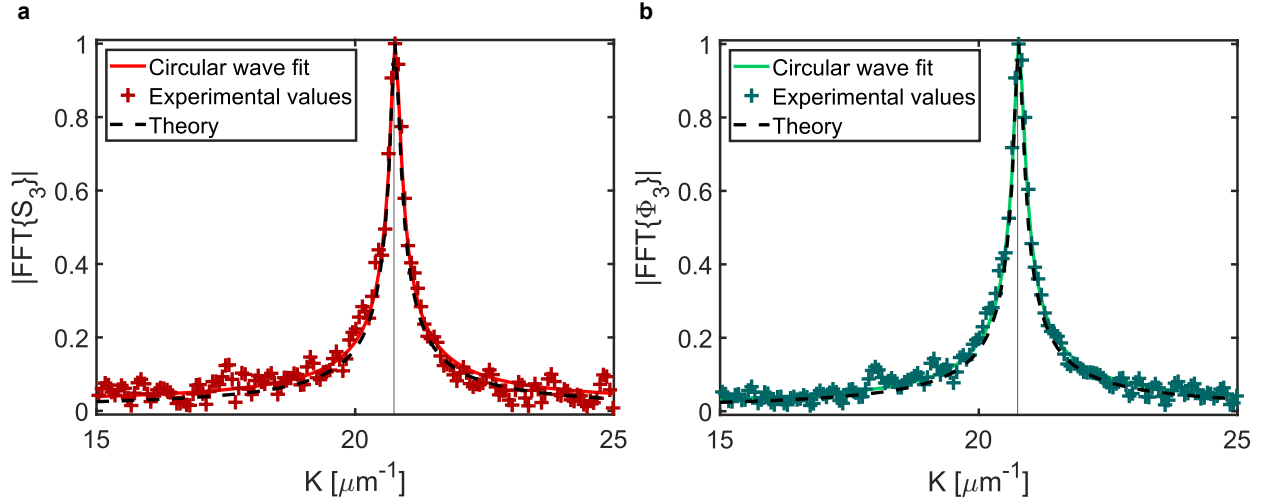 a
1
0.8
0.6
0.4
0.2
0
|FFT{S₃}|
Circular wave fit
Experimental values
Theory
15
20
25
K [μm⁻¹]
b
1
0.8
0.6
0.4
0.2
0
|FFT{Φ₃}|
Circular wave fit
Experimental values
Theory
15
20
25
K [μm⁻¹]